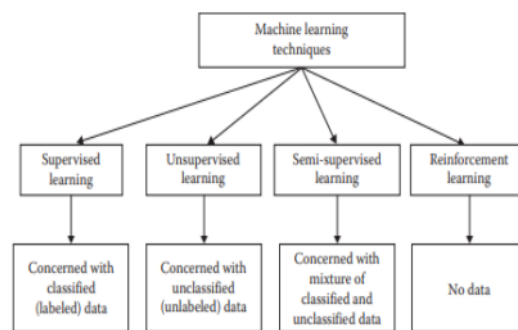 Machine learning
techniques
Supervised
learning
Unsupervised
learning
Semi-supervised
learning
Reinforcement
learning
Concerned with
classified
(labeled) data
Concerned with
unclassified
(unlabeled) data
Concerned with
mixture of
classified and
unclassified data
No data